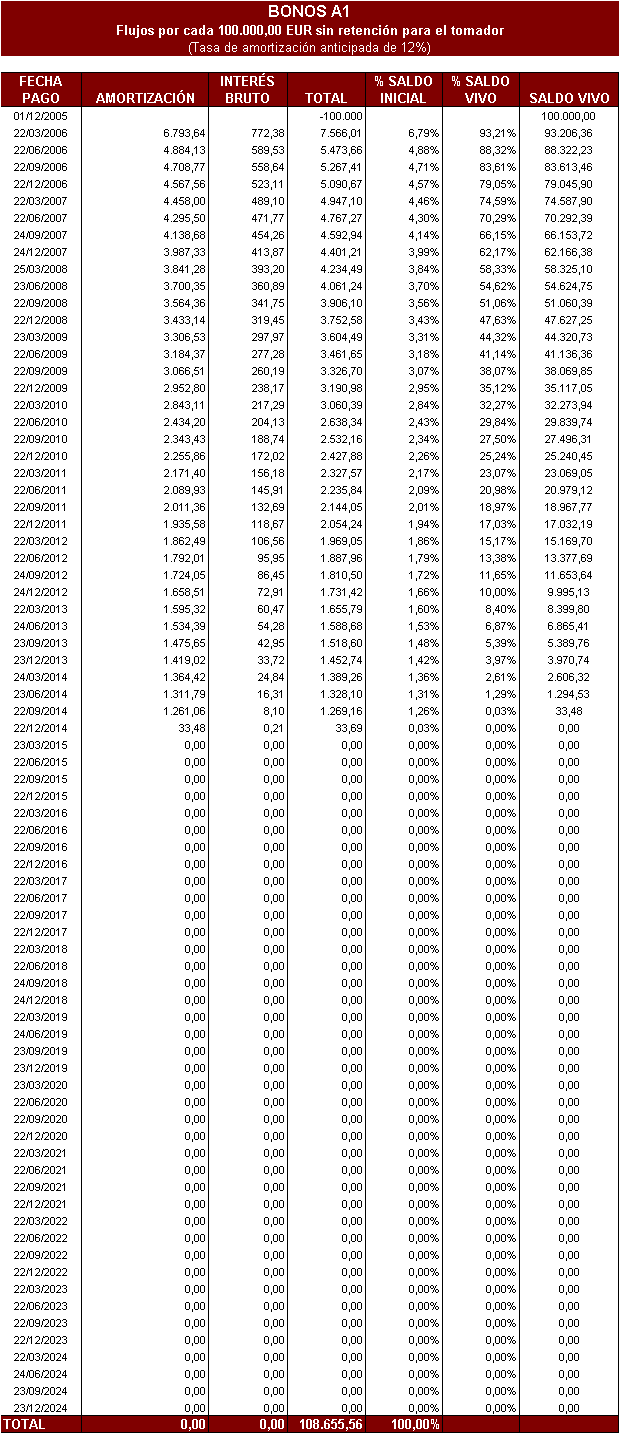 BONOS A1
Flujos por cada 100.000,00 EUR sin retención para el tomador
(Tasa de amortización anticipada de 12%)
FECHA PAGO AMORTIZACIÓN INTERÉS BRUTO TOTAL % SALDO INICIAL % SALDO VIVO SALDO VIVO
01/12/2005 -100.000 100.000,00
22/03/2006 6.793,64 772,38 7.566,01 6,79% 93,21% 93.206,36
22/06/2006 4.884,13 589,53 5.473,66 4,88% 88,32% 88.322,23
22/09/2006 4.708,77 558,64 5.267,41 4,71% 83,61% 83.613,46
22/12/2006 4.567,56 523,11 5.090,67 4,57% 79,05% 79.045,90
22/03/2007 4.458,00 489,10 4.947,10 4,46% 74,59% 74.587,90
22/06/2007 4.295,50 471,77 4.767,27 4,30% 70,29% 70.292,39
24/09/2007 4.138,68 454,26 4.592,94 4,14% 66,15% 66.153,72
24/12/2007 3.987,33 413,87 4.401,21 3,99% 62,17% 62.166,38
25/03/2008 3.841,28 393,20 4.234,49 3,84% 58,33% 58.325,10
23/06/2008 3.700,35 360,89 4.061,24 3,70% 54,62% 54.624,75
22/09/2008 3.564,36 341,75 3.906,10 3,56% 51,06% 51.060,39
22/12/2008 3.433,14 319,45 3.752,58 3,43% 47,63% 47.627,25
23/03/2009 3.306,53 297,97 3.604,49 3,31% 44,32% 44.320,73
22/06/2009 3.184,37 277,28 3.461,65 3,18% 41,14% 41.136,36
22/09/2009 3.066,51 260,19 3.326,70 3,07% 38,07% 38.069,85
22/12/2009 2.952,80 238,17 3.190,98 2,95% 35,12% 35.117,05
22/03/2010 2.843,11 217,29 3.060,39 2,84% 32,27% 32.273,94
22/06/2010 2.434,20 204,13 2.638,34 2,43% 29,84% 29.839,74
22/09/2010 2.343,43 188,74 2.532,16 2,34% 27,50% 27.496,31
22/12/2010 2.255,86 172,02 2.427,88 2,26% 25,24% 25.240,45
22/03/2011 2.171,40 156,18 2.327,57 2,17% 23,07% 23.069,05
22/06/2011 2.089,93 145,91 2.235,84 2,09% 20,98% 20.979,12
22/09/2011 2.011,36 132,69 2.144,05 2,01% 18,97% 18.967,77
22/12/2011 1.935,58 118,67 2.054,24 1,94% 17,03% 17.032,19
22/03/2012 1.862,49 106,56 1.969,05 1,86% 15,17% 15.169,70
22/06/2012 1.792,01 95,95 1.887,96 1,79% 13,38% 13.377,69
24/09/2012 1.724,05 86,45 1.810,50 1,72% 11,65% 11.653,64
24/12/2012 1.658,51 72,91 1.731,42 1,66% 10,00% 9.995,13
22/03/2013 1.595,32 60,47 1.655,79 1,60% 8,40% 8.399,80
24/06/2013 1.534,39 54,28 1.588,68 1,53% 6,87% 6.865,41
23/09/2013 1.475,65 42,95 1.518,60 1,48% 5,39% 5.389,76
23/12/2013 1.419,02 33,72 1.452,74 1,42% 3,97% 3.970,74
24/03/2014 1.364,42 24,84 1.389,26 1,36% 2,61% 2.606,32
23/06/2014 1.311,79 16,31 1.328,10 1,31% 1,29% 1.294,53
22/09/2014 1.261,06 8,10 1.269,16 1,26% 0,03% 33,48
22/12/2014 33,48 0,21 33,69 0,03% 0,00% 0,00
23/03/2015 0,00 0,00 0,00 0,00% 0,00% 0,00
22/06/2015 0,00 0,00 0,00 0,00% 0,00% 0,00
22/09/2015 0,00 0,00 0,00 0,00% 0,00% 0,00
22/12/2015 0,00 0,00 0,00 0,00% 0,00% 0,00
22/03/2016 0,00 0,00 0,00 0,00% 0,00% 0,00
22/06/2016 0,00 0,00 0,00 0,00% 0,00% 0,00
22/09/2016 0,00 0,00 0,00 0,00% 0,00% 0,00
22/12/2016 0,00 0,00 0,00 0,00% 0,00% 0,00
22/03/2017 0,00 0,00 0,00 0,00% 0,00% 0,00
22/06/2017 0,00 0,00 0,00 0,00% 0,00% 0,00
22/09/2017 0,00 0,00 0,00 0,00% 0,00% 0,00
22/12/2017 0,00 0,00 0,00 0,00% 0,00% 0,00
22/03/2018 0,00 0,00 0,00 0,00% 0,00% 0,00
22/06/2018 0,00 0,00 0,00 0,00% 0,00% 0,00
24/09/2018 0,00 0,00 0,00 0,00% 0,00% 0,00
24/12/2018 0,00 0,00 0,00 0,00% 0,00% 0,00
22/03/2019 0,00 0,00 0,00 0,00% 0,00% 0,00
24/06/2019 0,00 0,00 0,00 0,00% 0,00% 0,00
23/09/2019 0,00 0,00 0,00 0,00% 0,00% 0,00
23/12/2019 0,00 0,00 0,00 0,00% 0,00% 0,00
23/03/2020 0,00 0,00 0,00 0,00% 0,00% 0,00
22/06/2020 0,00 0,00 0,00 0,00% 0,00% 0,00
22/09/2020 0,00 0,00 0,00 0,00% 0,00% 0,00
22/12/2020 0,00 0,00 0,00 0,00% 0,00% 0,00
22/03/2021 0,00 0,00 0,00 0,00% 0,00% 0,00
22/06/2021 0,00 0,00 0,00 0,00% 0,00% 0,00
22/09/2021 0,00 0,00 0,00 0,00% 0,00% 0,00
22/12/2021 0,00 0,00 0,00 0,00% 0,00% 0,00
22/03/2022 0,00 0,00 0,00 0,00% 0,00% 0,00
22/06/2022 0,00 0,00 0,00 0,00% 0,00% 0,00
22/09/2022 0,00 0,00 0,00 0,00% 0,00% 0,00
22/12/2022 0,00 0,00 0,00 0,00% 0,00% 0,00
22/03/2023 0,00 0,00 0,00 0,00% 0,00% 0,00
22/06/2023 0,00 0,00 0,00 0,00% 0,00% 0,00
22/09/2023 0,00 0,00 0,00 0,00% 0,00% 0,00
22/12/2023 0,00 0,00 0,00 0,00% 0,00% 0,00
22/03/2024 0,00 0,00 0,00 0,00% 0,00% 0,00
24/06/2024 0,00 0,00 0,00 0,00% 0,00% 0,00
23/09/2024 0,00 0,00 0,00 0,00% 0,00% 0,00
23/12/2024 0,00 0,00 0,00 0,00% 0,00% 0,00
TOTAL 0,00 0,00 108.655,56 100,00%